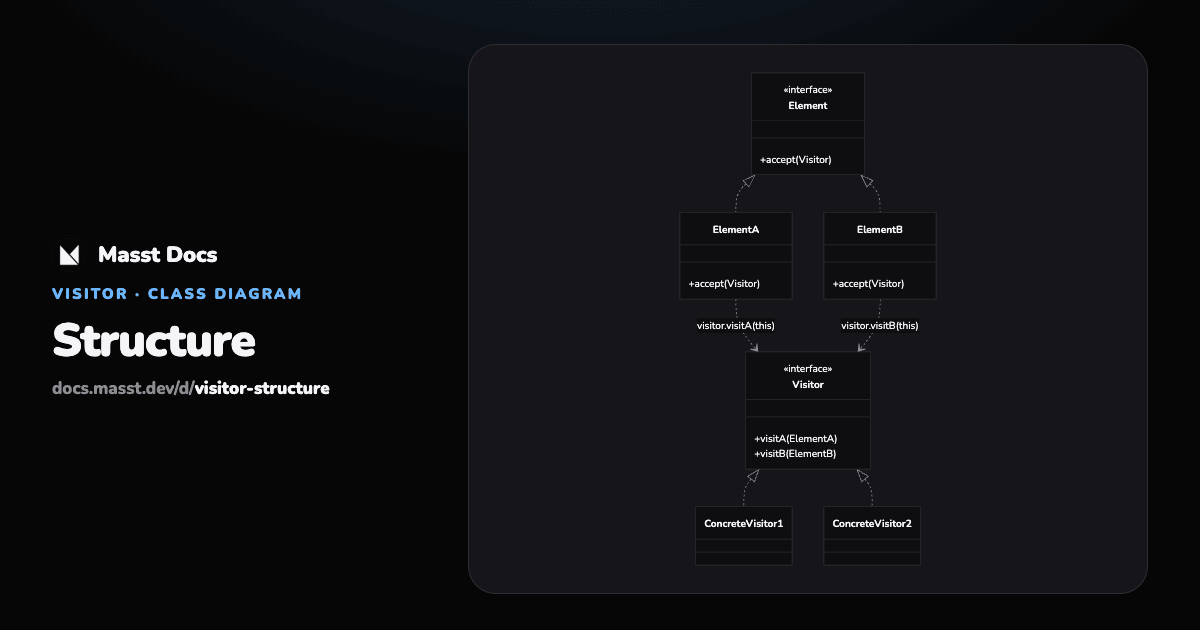 Masst Docs
VISITOR · CLASS DIAGRAM
Structure
docs.masst.dev/d/visitor-structure
«interface»
Element
+accept(Visitor)
ElementA
+accept(Visitor)
ElementB
+accept(Visitor)
visitor.visitA(this)
visitor.visitB(this)
«interface»
Visitor
+visitA(ElementA)
+visitB(ElementB)
ConcreteVisitor1
ConcreteVisitor2